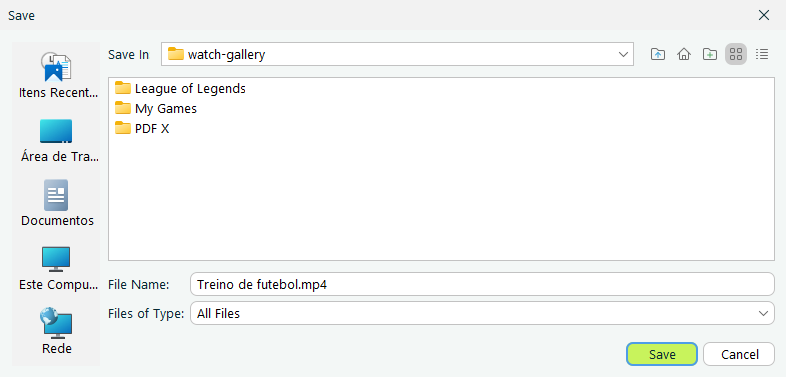 Save
Save In
watch-gallery
Itens Recent...
Área de Tra...
Documentos
Este Compu...
Rede
League of Legends
My Games
PDF X
File Name:
Treino de futebol.mp4
Files of Type:
All Files
Save
Cancel